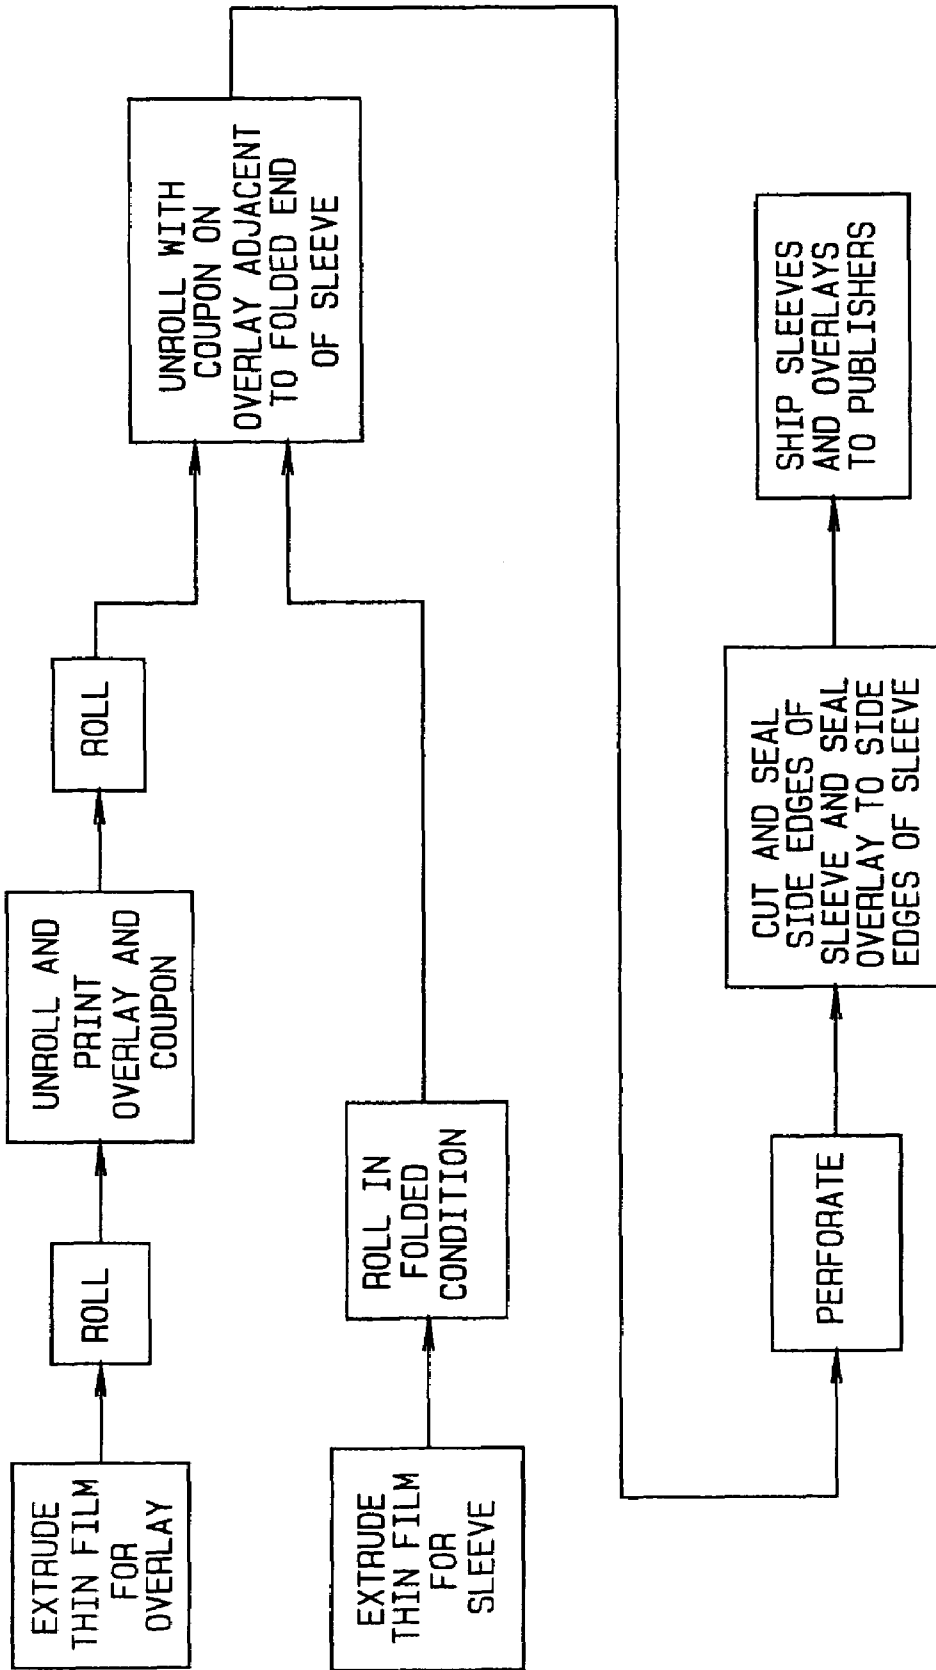 EXTRUDE
THIN FILM
FOR
OVERLAY
ROLL
UNROLL AND
PRINT
OVERLAY AND
COUPON
ROLL
EXTRUDE
THIN FILM
FOR
SLEEVE
ROLL IN
FOLDED
CONDITION
UNROLL WITH
COUPON ON
OVERLAY ADJACENT
TO FOLDED END
OF SLEEVE
PERFORATE
CUT AND SEAL
SIDE EDGES OF
SLEEVE AND SEAL
OVERLAY TO SIDE
EDGES OF SLEEVE
SHIP SLEEVES
AND OVERLAYS
TO PUBLISHERS